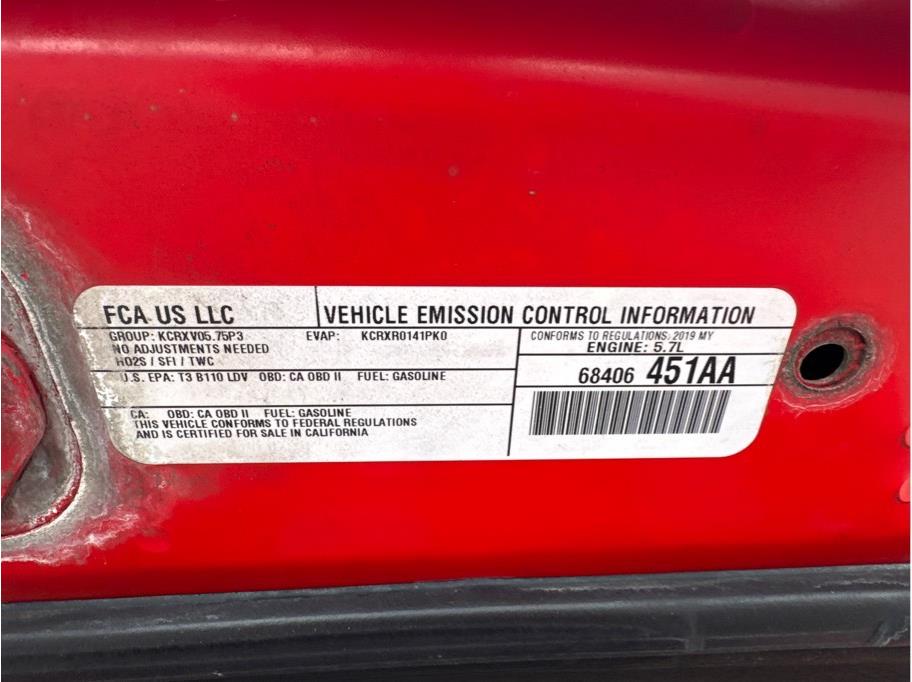 FCA US LLC
VEHICLE EMISSION CONTROL INFORMATION
GROUP: KCRXV05.75P3 EVAP: KCRXR0141PK0
NO ADJUSTMENTS NEEDED
HO2S / SFI / TWC
U.S. EPA: T3 B110 LDV OBD: CA OBD II FUEL: GASOLINE
CA: OBD: CA OBD II FUEL: GASOLINE
THIS VEHICLE CONFORMS TO FEDERAL REGULATIONS
AND IS CERTIFIED FOR SALE IN CALIFORNIA
CONFORMS TO REGULATIONS: 2019 MY
ENGINE: 5.7L
68406 451AA